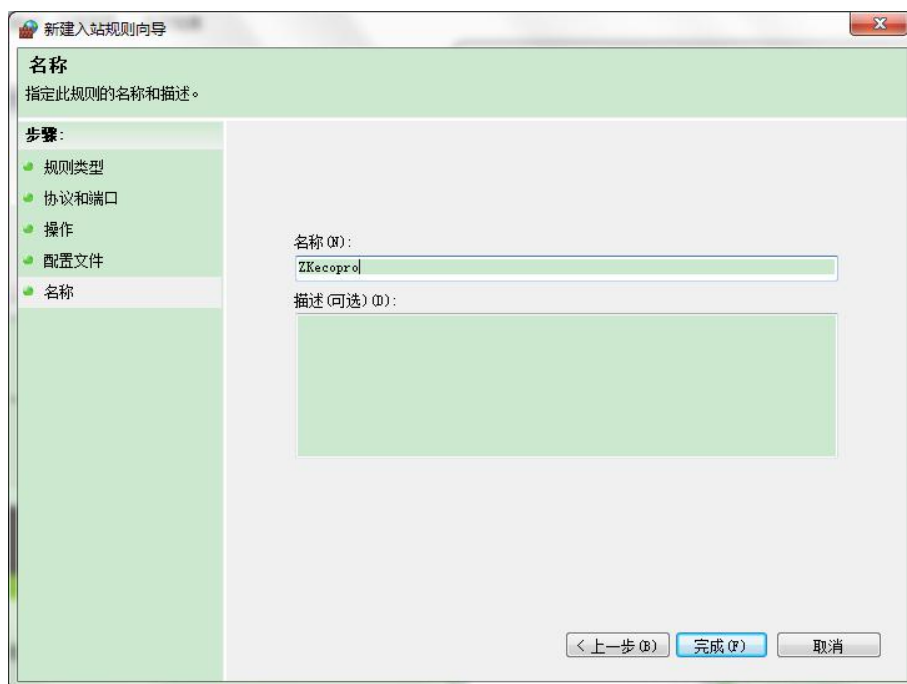 新建入站规则向导
名称
指定此规则的名称和描述。
步骤:
规则类型
协议和端口
操作
配置文件
名称
名称(N):
ZKecopro
描述(可选)(D):
< 上一步(B)
完成(F)
取消